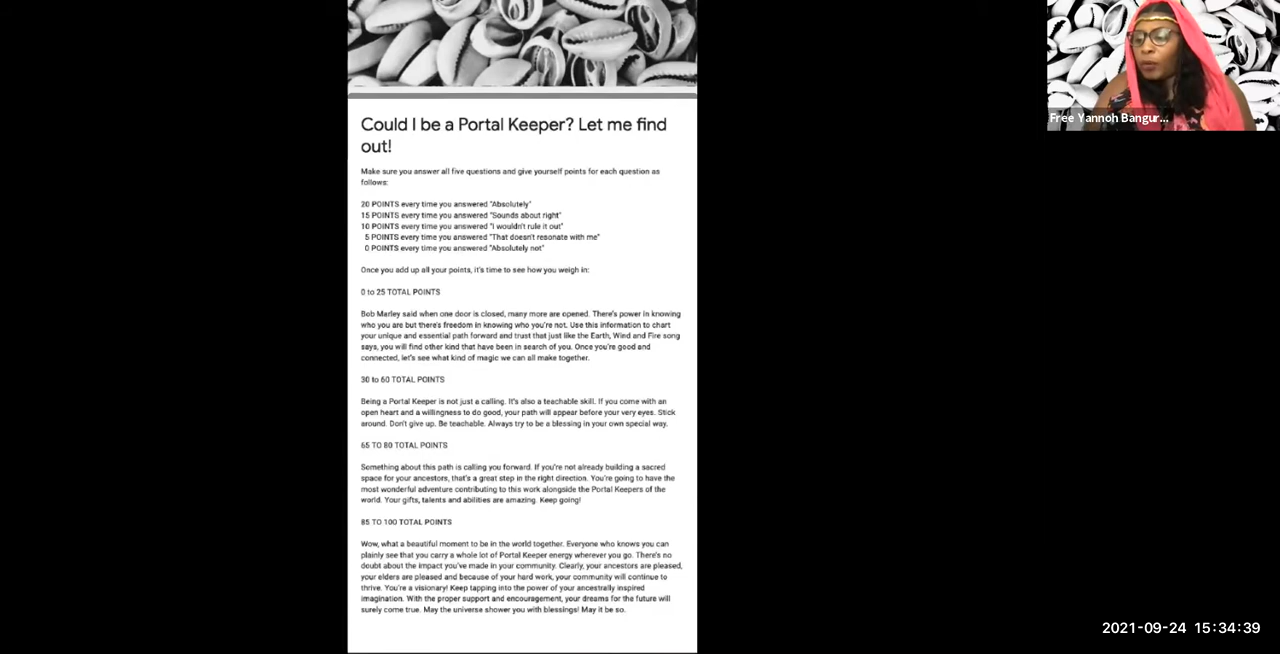 Could I be a Portal Keeper? Let me find
out!
Make sure you answer all five questions and give yourself points for each question as
follows:
20 POINTS every time you answered "Absolutely"
15 POINTS every time you answered "Sounds about right"
10 POINTS every time you answered "I wouldn't rule it out"
5 POINTS every time you answered "That doesn't resonate with me"
0 POINTS every time you answered "Absolutely not"
Once you add up all your points, it's time to see how you weigh in:
0 to 25 TOTAL POINTS
Bob Marley said when one door is closed, many more are opened. There's power in knowing
who you are but there's freedom in knowing who you're not. Use this information to chart
your unique and essential path forward and trust that just like the Earth, Wind and Fire song
says, you will find other kind that have been in search of you. Once you're good and
connected, let's see what kind of magic we can all make together.
30 to 60 TOTAL POINTS
Being a Portal Keeper is not just a calling. It's also a teachable skill. If you come with an
open heart and a willingness to do good, your path will appear before your very eyes. Stick
around. Don't give up. Be teachable. Always try to be a blessing in your own special way.
65 TO 80 TOTAL POINTS
Something about this path is calling you forward. If you're not already building a sacred
space for your ancestors, that's a great step in the right direction. You're going to have the
most wonderful adventure contributing to this work alongside the Portal Keepers of the
world. Your gifts, talents and abilities are amazing. Keep going!
85 TO 100 TOTAL POINTS
Wow, what a beautiful moment to be in the world together. Everyone who knows you can
plainly see that you carry a whole lot of Portal Keeper energy wherever you go. There's no
doubt about the impact you've made in your community. Clearly, your ancestors are pleased,
your elders are pleased and because of your hard work, your community will continue to
thrive. You're a visionary! Keep tapping into the power of your ancestrally inspired
imagination. With the proper support and encouragement, your dreams for the future will
surely come true. May the universe shower you with blessings! May it be so.
Free Yannoh Bangur...
2021-09-24 15:34:39